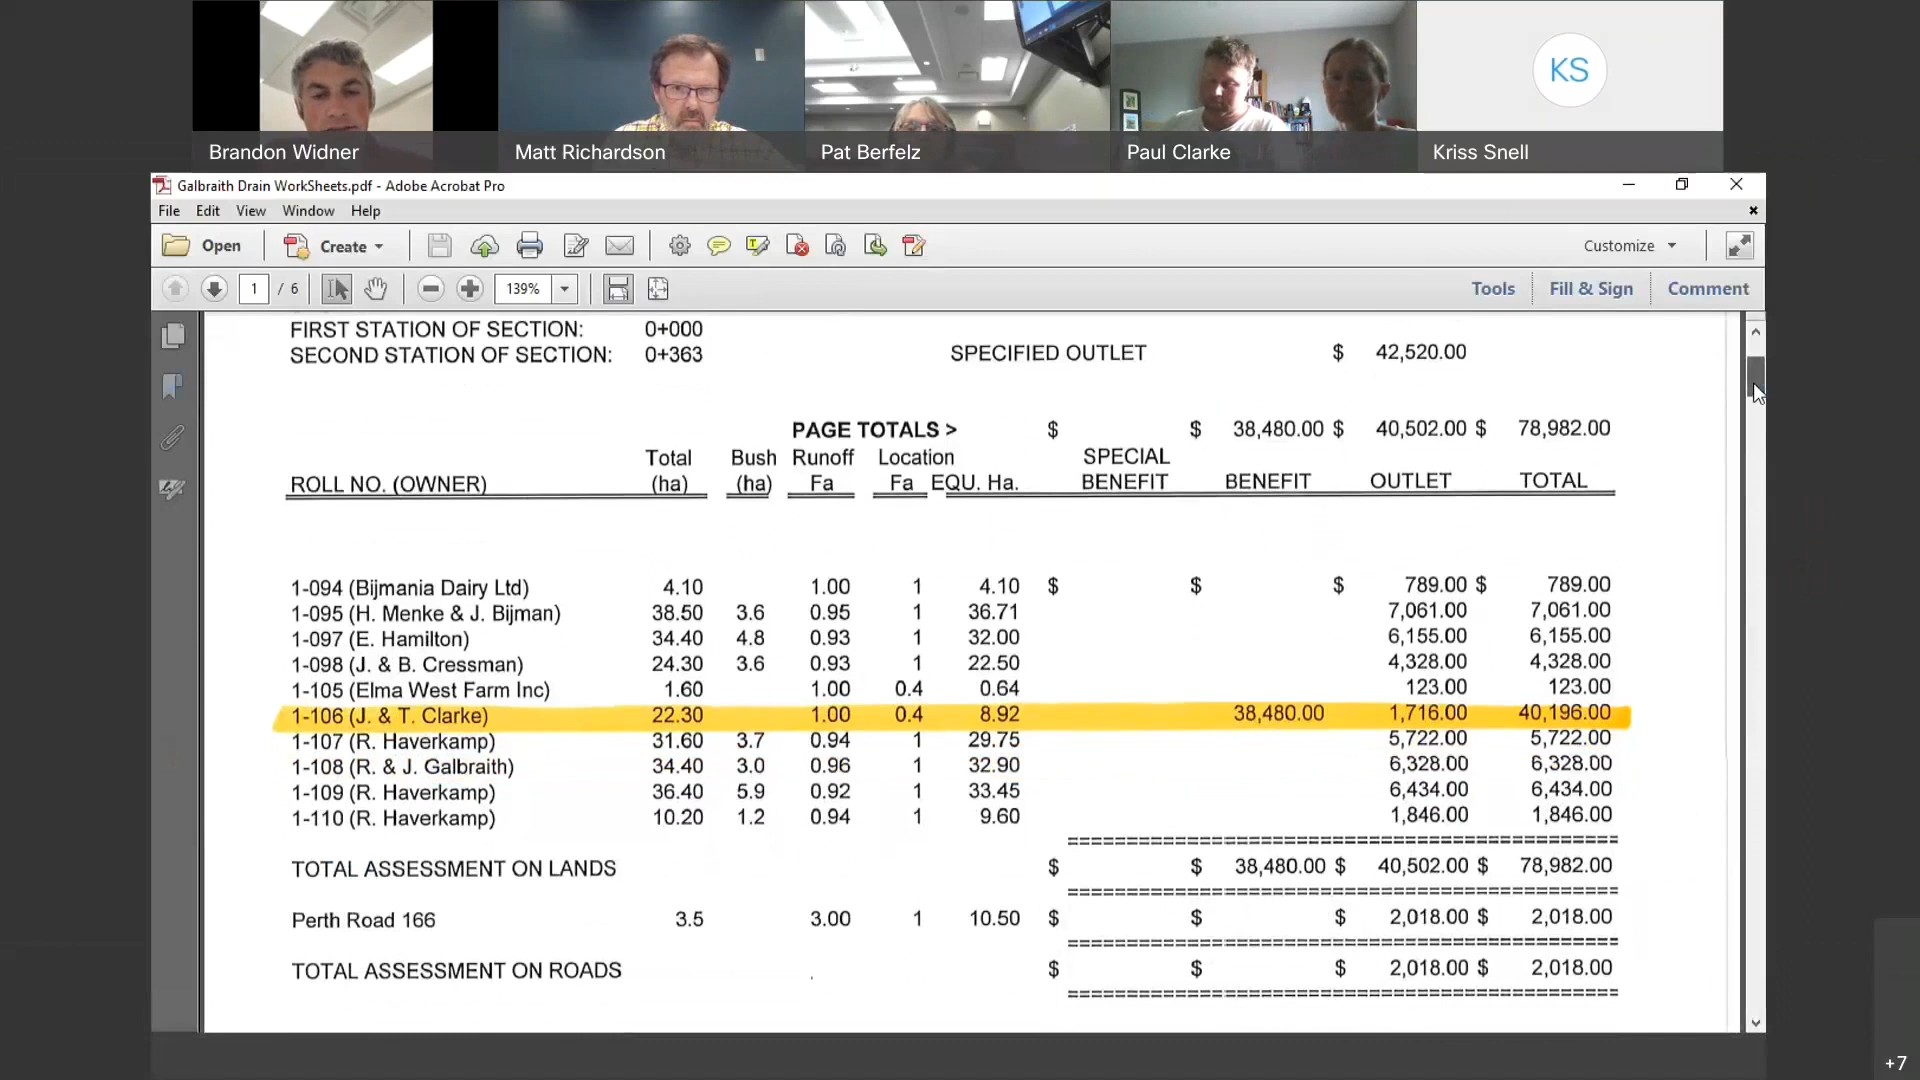 KS
Brandon Widner Matt Richardson Pat Berfelz Paul Clarke Kriss Snell
Galbraith Drain WorkSheets.pdf - Adobe Acrobat Pro
File Edit View Window Help
Open Create Customize
1 / 6 139% Tools Fill & Sign Comment
FIRST STATION OF SECTION: 0+000
SECOND STATION OF SECTION: 0+363 SPECIFIED OUTLET $ 42,520.00
PAGE TOTALS > $ $ 38,480.00 $ 40,502.00 $ 78,982.00
Total Bush Runoff Location SPECIAL
ROLL NO. (OWNER) (ha) (ha) Fa Fa EQU. Ha. BENEFIT BENEFIT OUTLET TOTAL
1-094 (Bijmania Dairy Ltd) 4.10 1.00 1 4.10 $ $ $ 789.00 $ 789.00
1-095 (H. Menke & J. Bijman) 38.50 3.6 0.95 1 36.71 7,061.00 7,061.00
1-097 (E. Hamilton) 34.40 4.8 0.93 1 32.00 6,155.00 6,155.00
1-098 (J. & B. Cressman) 24.30 3.6 0.93 1 22.50 4,328.00 4,328.00
1-105 (Elma West Farm Inc) 1.60 1.00 0.4 0.64 123.00 123.00
1-106 (J. & T. Clarke) 22.30 1.00 0.4 8.92 38,480.00 1,716.00 40,196.00
1-107 (R. Haverkamp) 31.60 3.7 0.94 1 29.75 5,722.00 5,722.00
1-108 (R. & J. Galbraith) 34.40 3.0 0.96 1 32.90 6,328.00 6,328.00
1-109 (R. Haverkamp) 36.40 5.9 0.92 1 33.45 6,434.00 6,434.00
1-110 (R. Haverkamp) 10.20 1.2 0.94 1 9.60 1,846.00 1,846.00
TOTAL ASSESSMENT ON LANDS $ $ 38,480.00 $ 40,502.00 $ 78,982.00
Perth Road 166 3.5 3.00 1 10.50 $ $ $ 2,018.00 $ 2,018.00
TOTAL ASSESSMENT ON ROADS $ $ $ 2,018.00 $ 2,018.00
+7